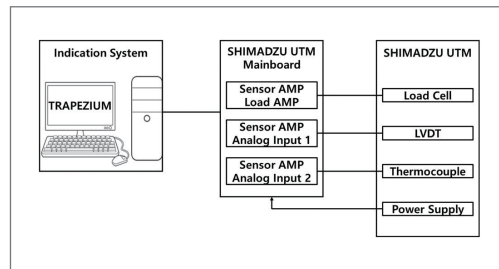 Indication System
TRAPEZIUM
SHIMADZU UTM
Mainboard
Sensor AMP
Load AMP
Sensor AMP
Analog Input 1
Sensor AMP
Analog Input 2
SHIMADZU UTM
Load Cell
LVDT
Thermocouple
Power Supply